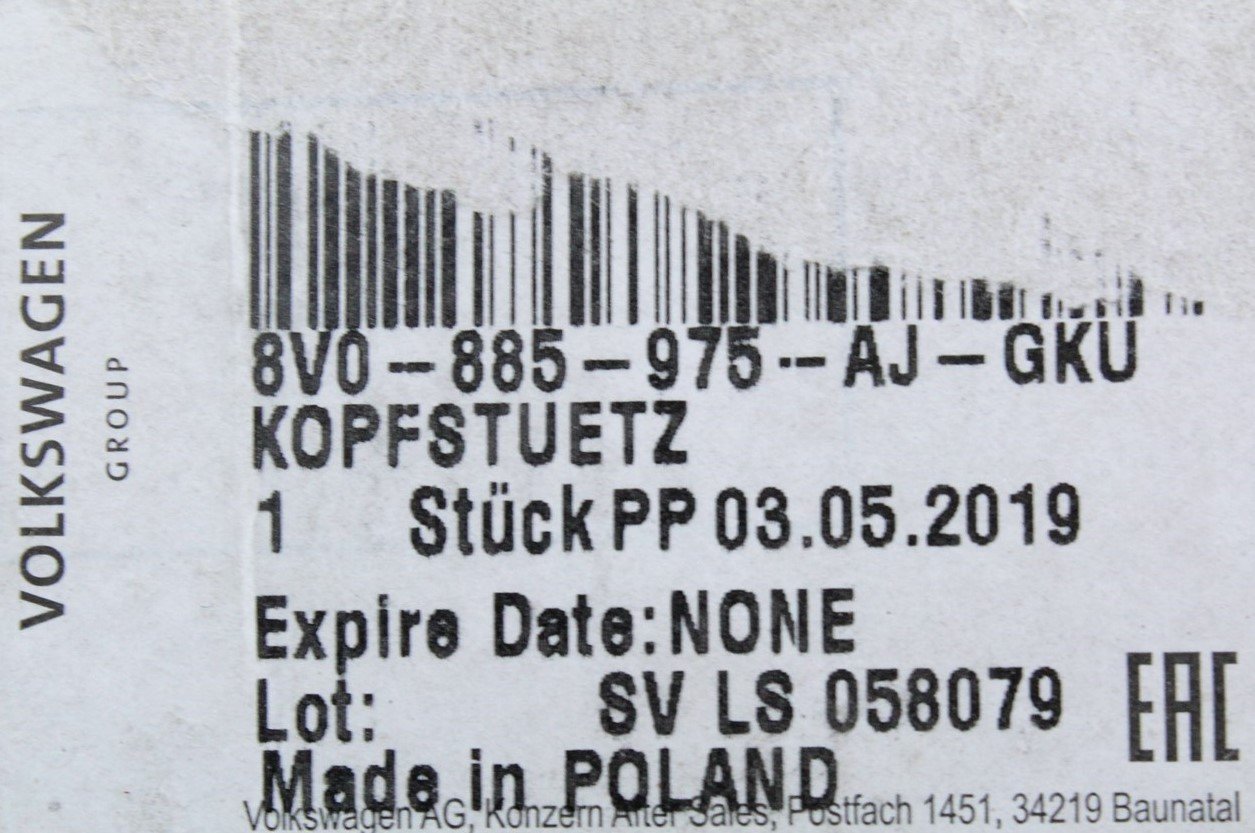 VOLKSWAGEN
GROUP
8V0-885-975--AJ-GKU
KOPFSTUETZ
1 Stück PP 03.05.2019
Expire Date:NONE
Lot: SV LS 058079
EAC
Made in POLAND
Volkswagen AG, Konzern After Sales, Postfach 1451, 34219 Baunatal